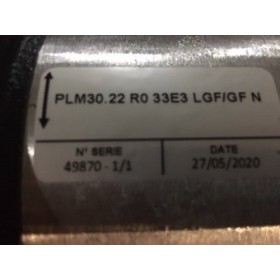 PLM30.22 R0 33E3 LGF/GF N
N° SERIE
DATE
49870 - 1/1
27/05/2020